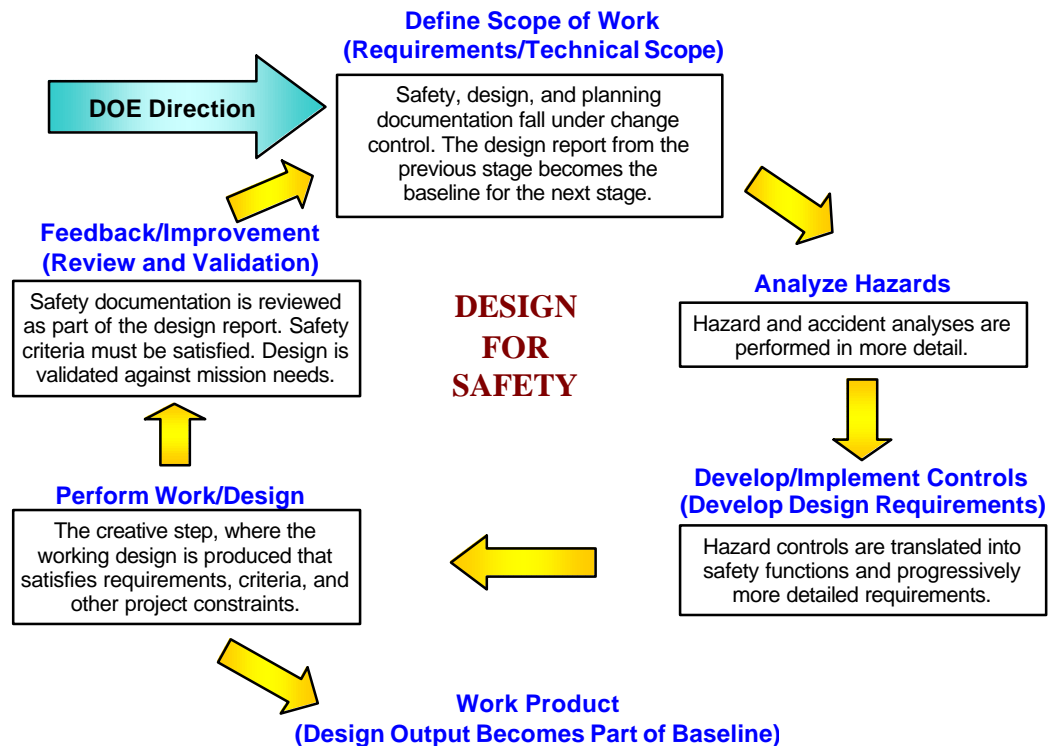 Define Scope of Work
(Requirements/Technical Scope)
DOE Direction
Safety, design, and planning
documentation fall under change
control. The design report from the
previous stage becomes the
baseline for the next stage.
Feedback/Improvement
(Review and Validation)
Safety documentation is reviewed
as part of the design report. Safety
criteria must be satisfied. Design is
validated against mission needs.
DESIGN
FOR
SAFETY
Analyze Hazards
Hazard and accident analyses are
performed in more detail.
Develop/Implement Controls
(Develop Design Requirements)
Hazard controls are translated into
safety functions and progressively
more detailed requirements.
Perform Work/Design
The creative step, where the
working design is produced that
satisfies requirements, criteria, and
other project constraints.
Work Product
(Design Output Becomes Part of Baseline)